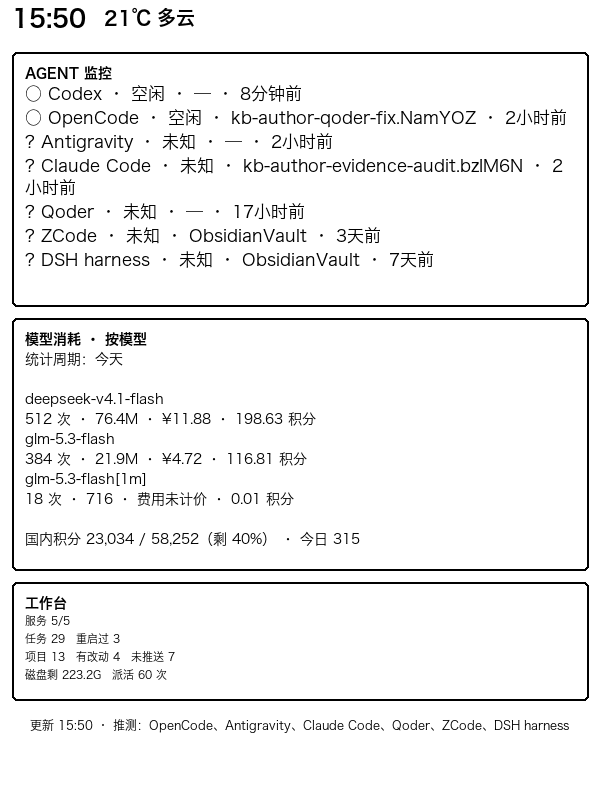 15:50 21℃ 多云
AGENT 监控
○ Codex · 空闲 · — · 8分钟前
○ OpenCode · 空闲 · kb-author-qoder-fix.NamYOZ · 2小时前
? Antigravity · 未知 · — · 2小时前
? Claude Code · 未知 · kb-author-evidence-audit.bzlM6N · 2
小时前
? Qoder · 未知 · — · 17小时前
? ZCode · 未知 · ObsidianVault · 3天前
? DSH harness · 未知 · ObsidianVault · 7天前
模型消耗 · 按模型
统计周期：今天
deepseek-v4.1-flash
512 次 · 76.4M · ¥11.88 · 198.63 积分
glm-5.3-flash
384 次 · 21.9M · ¥4.72 · 116.81 积分
glm-5.3-flash[1m]
18 次 · 716 · 费用未计价 · 0.01 积分
国内积分 23,034 / 58,252（剩 40%） · 今日 315
工作台
服务 5/5
任务 29 重启过 3
项目 13 有改动 4 未推送 7
磁盘剩 223.2G 派活 60 次
更新 15:50 · 推测：OpenCode、Antigravity、Claude Code、Qoder、ZCode、DSH harness